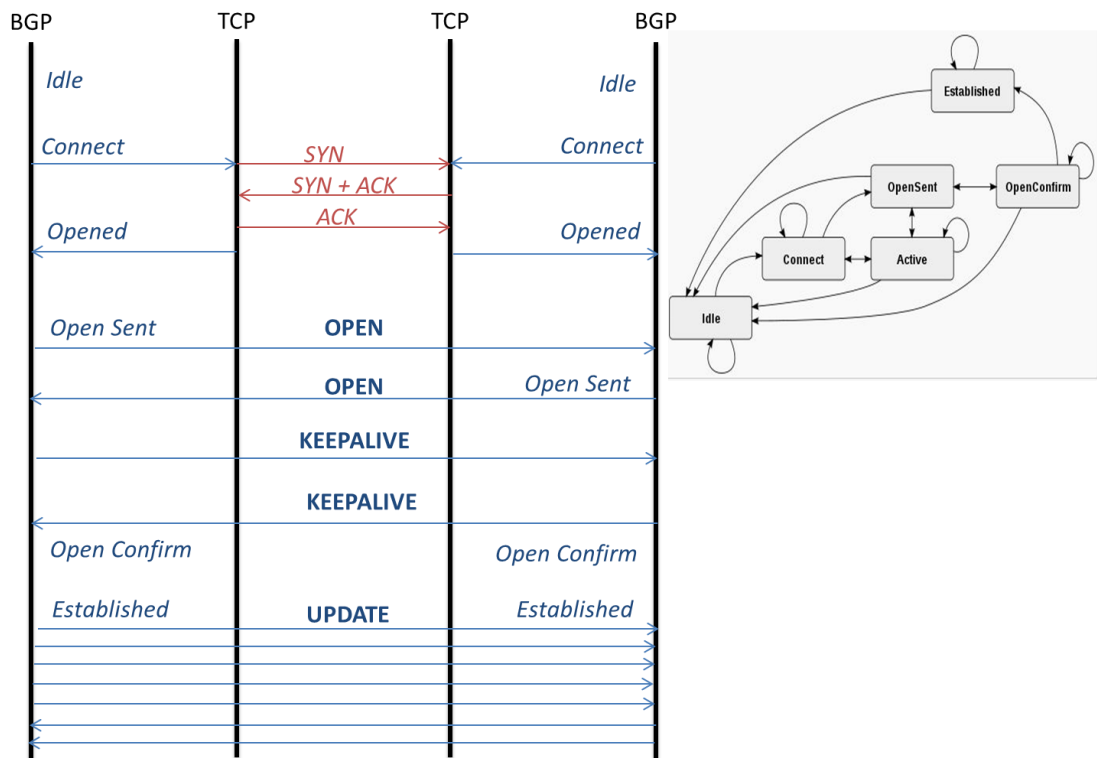 BGP TCP TCP BGP
Idle Idle
Connect SYN Connect
SYN + ACK
ACK
Opened Opened
Open Sent OPEN
OPEN Open Sent
KEEPALIVE
KEEPALIVE
Open Confirm Open Confirm
Established UPDATE Established
Established
OpenSent OpenConfirm
Connect Active
Idle